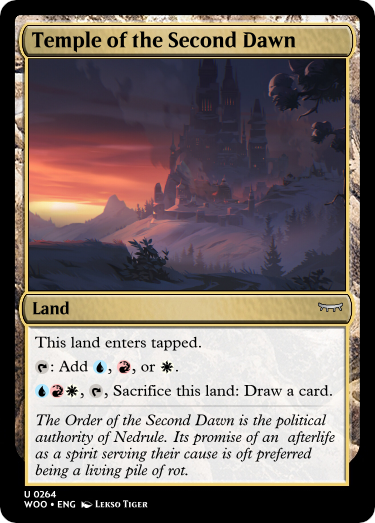 Temple of the Second Dawn
Land
This land enters tapped.
: Add , , or .
, , Sacrifice this land: Draw a card.
The Order of the Second Dawn is the political
authority of Nedrule. Its promise of an  afterlife
as a spirit serving their cause is oft preferred
being a living pile of rot.
U 0264
WOO • ENG Lekso Tiger